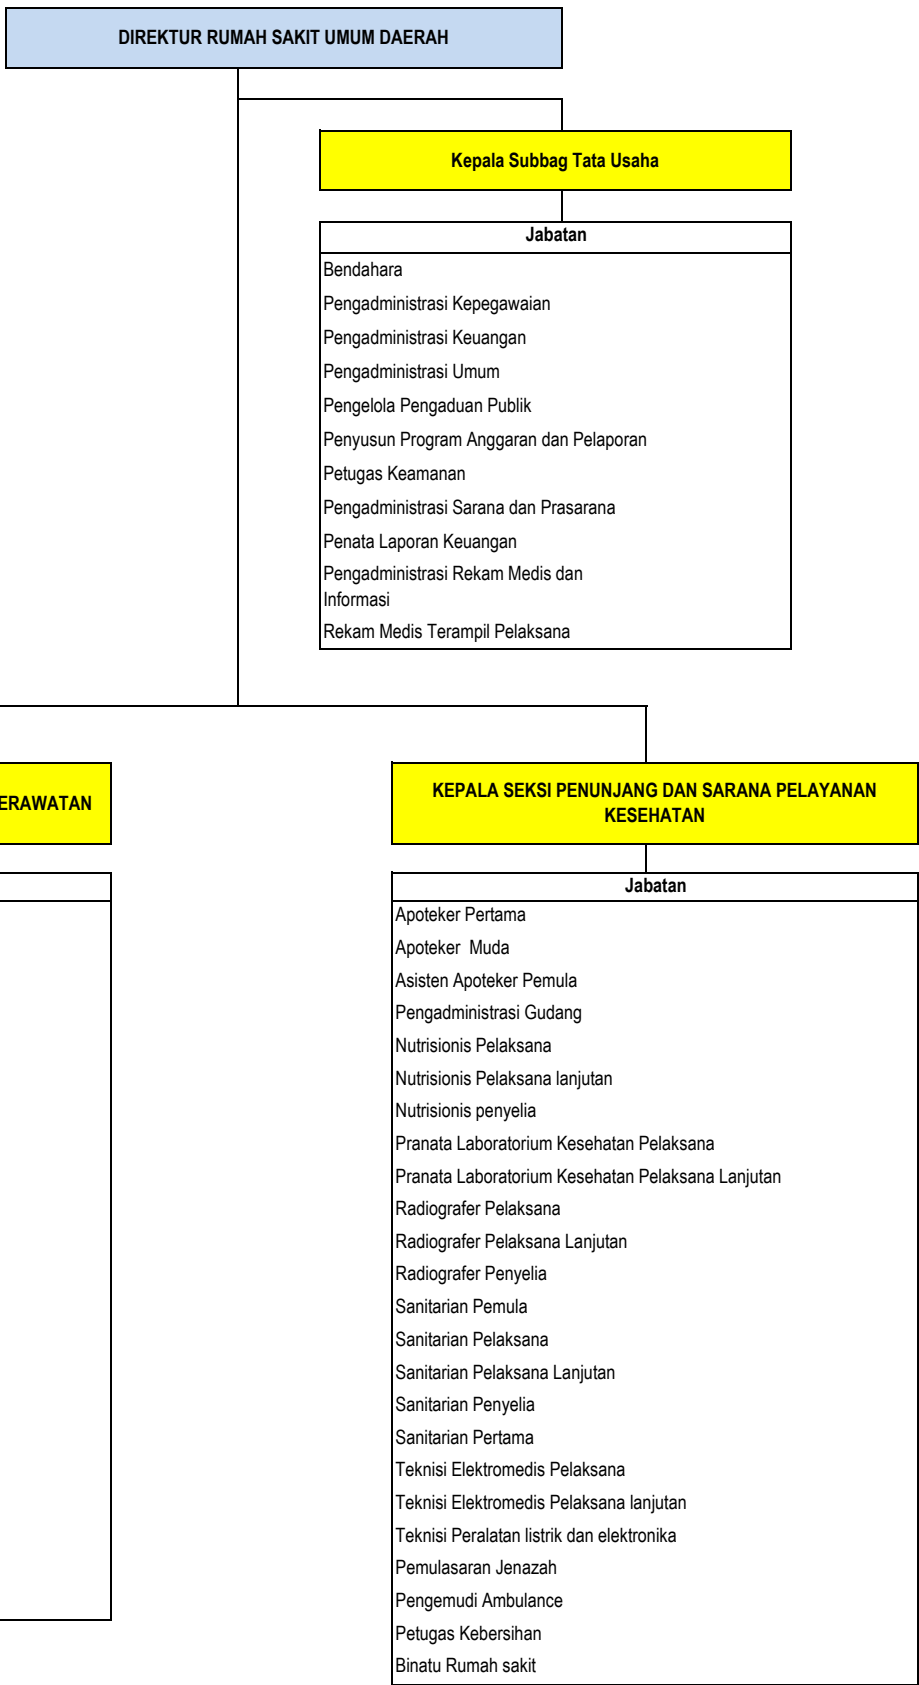 DIREKTUR RUMAH SAKIT UMUM DAERAH
Kepala Subbag Tata Usaha
Jabatan
Bendahara
Pengadministrasi Kepegawaian
Pengadministrasi Keuangan
Pengadministrasi Umum
Pengelola Pengaduan Publik
Penyusun Program Anggaran dan Pelaporan
Petugas Keamanan
Pengadministrasi Sarana dan Prasarana
Penata Laporan Keuangan
Pengadministrasi Rekam Medis dan
Informasi
Rekam Medis Terampil Pelaksana
ERAWATAN
KEPALA SEKSI PENUNJANG DAN SARANA PELAYANAN
KESEHATAN
Jabatan
Apoteker Pertama
Apoteker  Muda
Asisten Apoteker Pemula
Pengadministrasi Gudang
Nutrisionis Pelaksana
Nutrisionis Pelaksana lanjutan
Nutrisionis penyelia
Pranata Laboratorium Kesehatan Pelaksana
Pranata Laboratorium Kesehatan Pelaksana Lanjutan
Radiografer Pelaksana
Radiografer Pelaksana Lanjutan
Radiografer Penyelia
Sanitarian Pemula
Sanitarian Pelaksana
Sanitarian Pelaksana Lanjutan
Sanitarian Penyelia
Sanitarian Pertama
Teknisi Elektromedis Pelaksana
Teknisi Elektromedis Pelaksana lanjutan
Teknisi Peralatan listrik dan elektronika
Pemulasaran Jenazah
Pengemudi Ambulance
Petugas Kebersihan
Binatu Rumah sakit